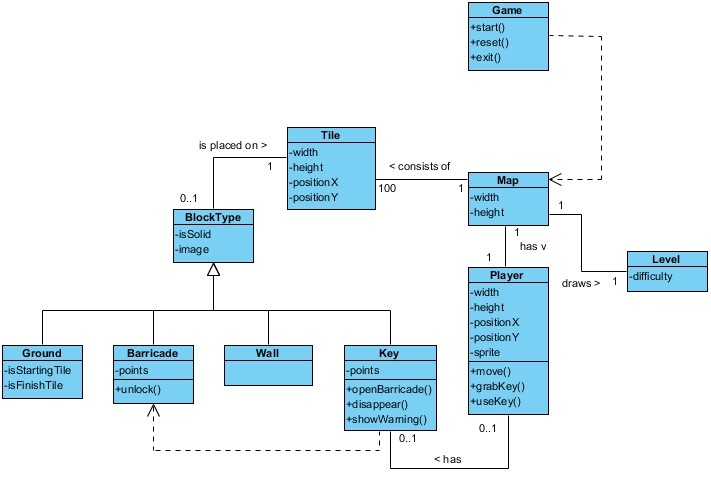 Game
+start()
+reset()
+exit()
Tile
-width
-height
-positionX
-positionY
is placed on >
1
0..1
< consists of
100
1
Map
-width
-height
1
1
has v
1
draws >
1
Level
-difficulty
BlockType
-isSolid
-image
Player
-width
-height
-positionX
-positionY
-sprite
+move()
+grabKey()
+useKey()
Ground
-isStartingTile
-isFinishTile
Barricade
-points
+unlock()
Wall
Key
-points
+openBarricade()
+disappear()
+showWarning()
0..1
0..1
< has